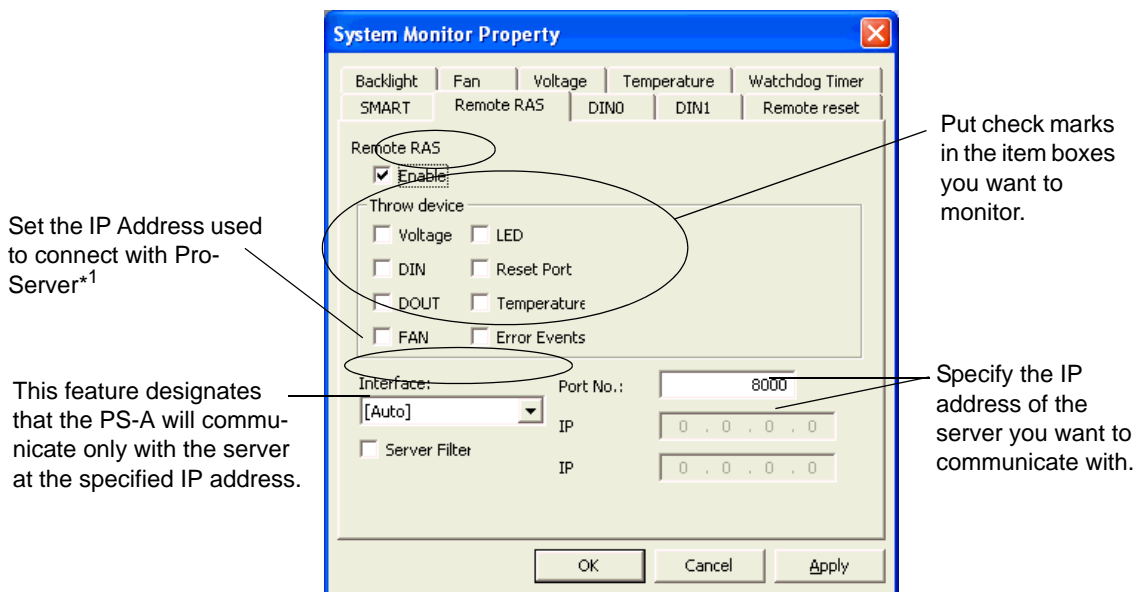 System Monitor Property
Backlight Fan Voltage Temperature Watchdog Timer
SMART Remote RAS DIN0 DIN1 Remote reset
Remote RAS
Enable
Throw device
Voltage LED
DIN Reset Port
DOUT Temperature
FAN Error Events
Interface: Port No.: 8000
[Auto]
IP 0 . 0 . 0 . 0
Server Filter
IP 0 . 0 . 0 . 0
OK Cancel Apply
Set the IP Address used
to connect with Pro-
Server*1
This feature designates
that the PS-A will commu-
nicate only with the server
at the specified IP address.
Put check marks
in the item boxes
you want to
monitor.
Specify the IP
address of the
server you want to
communicate with.